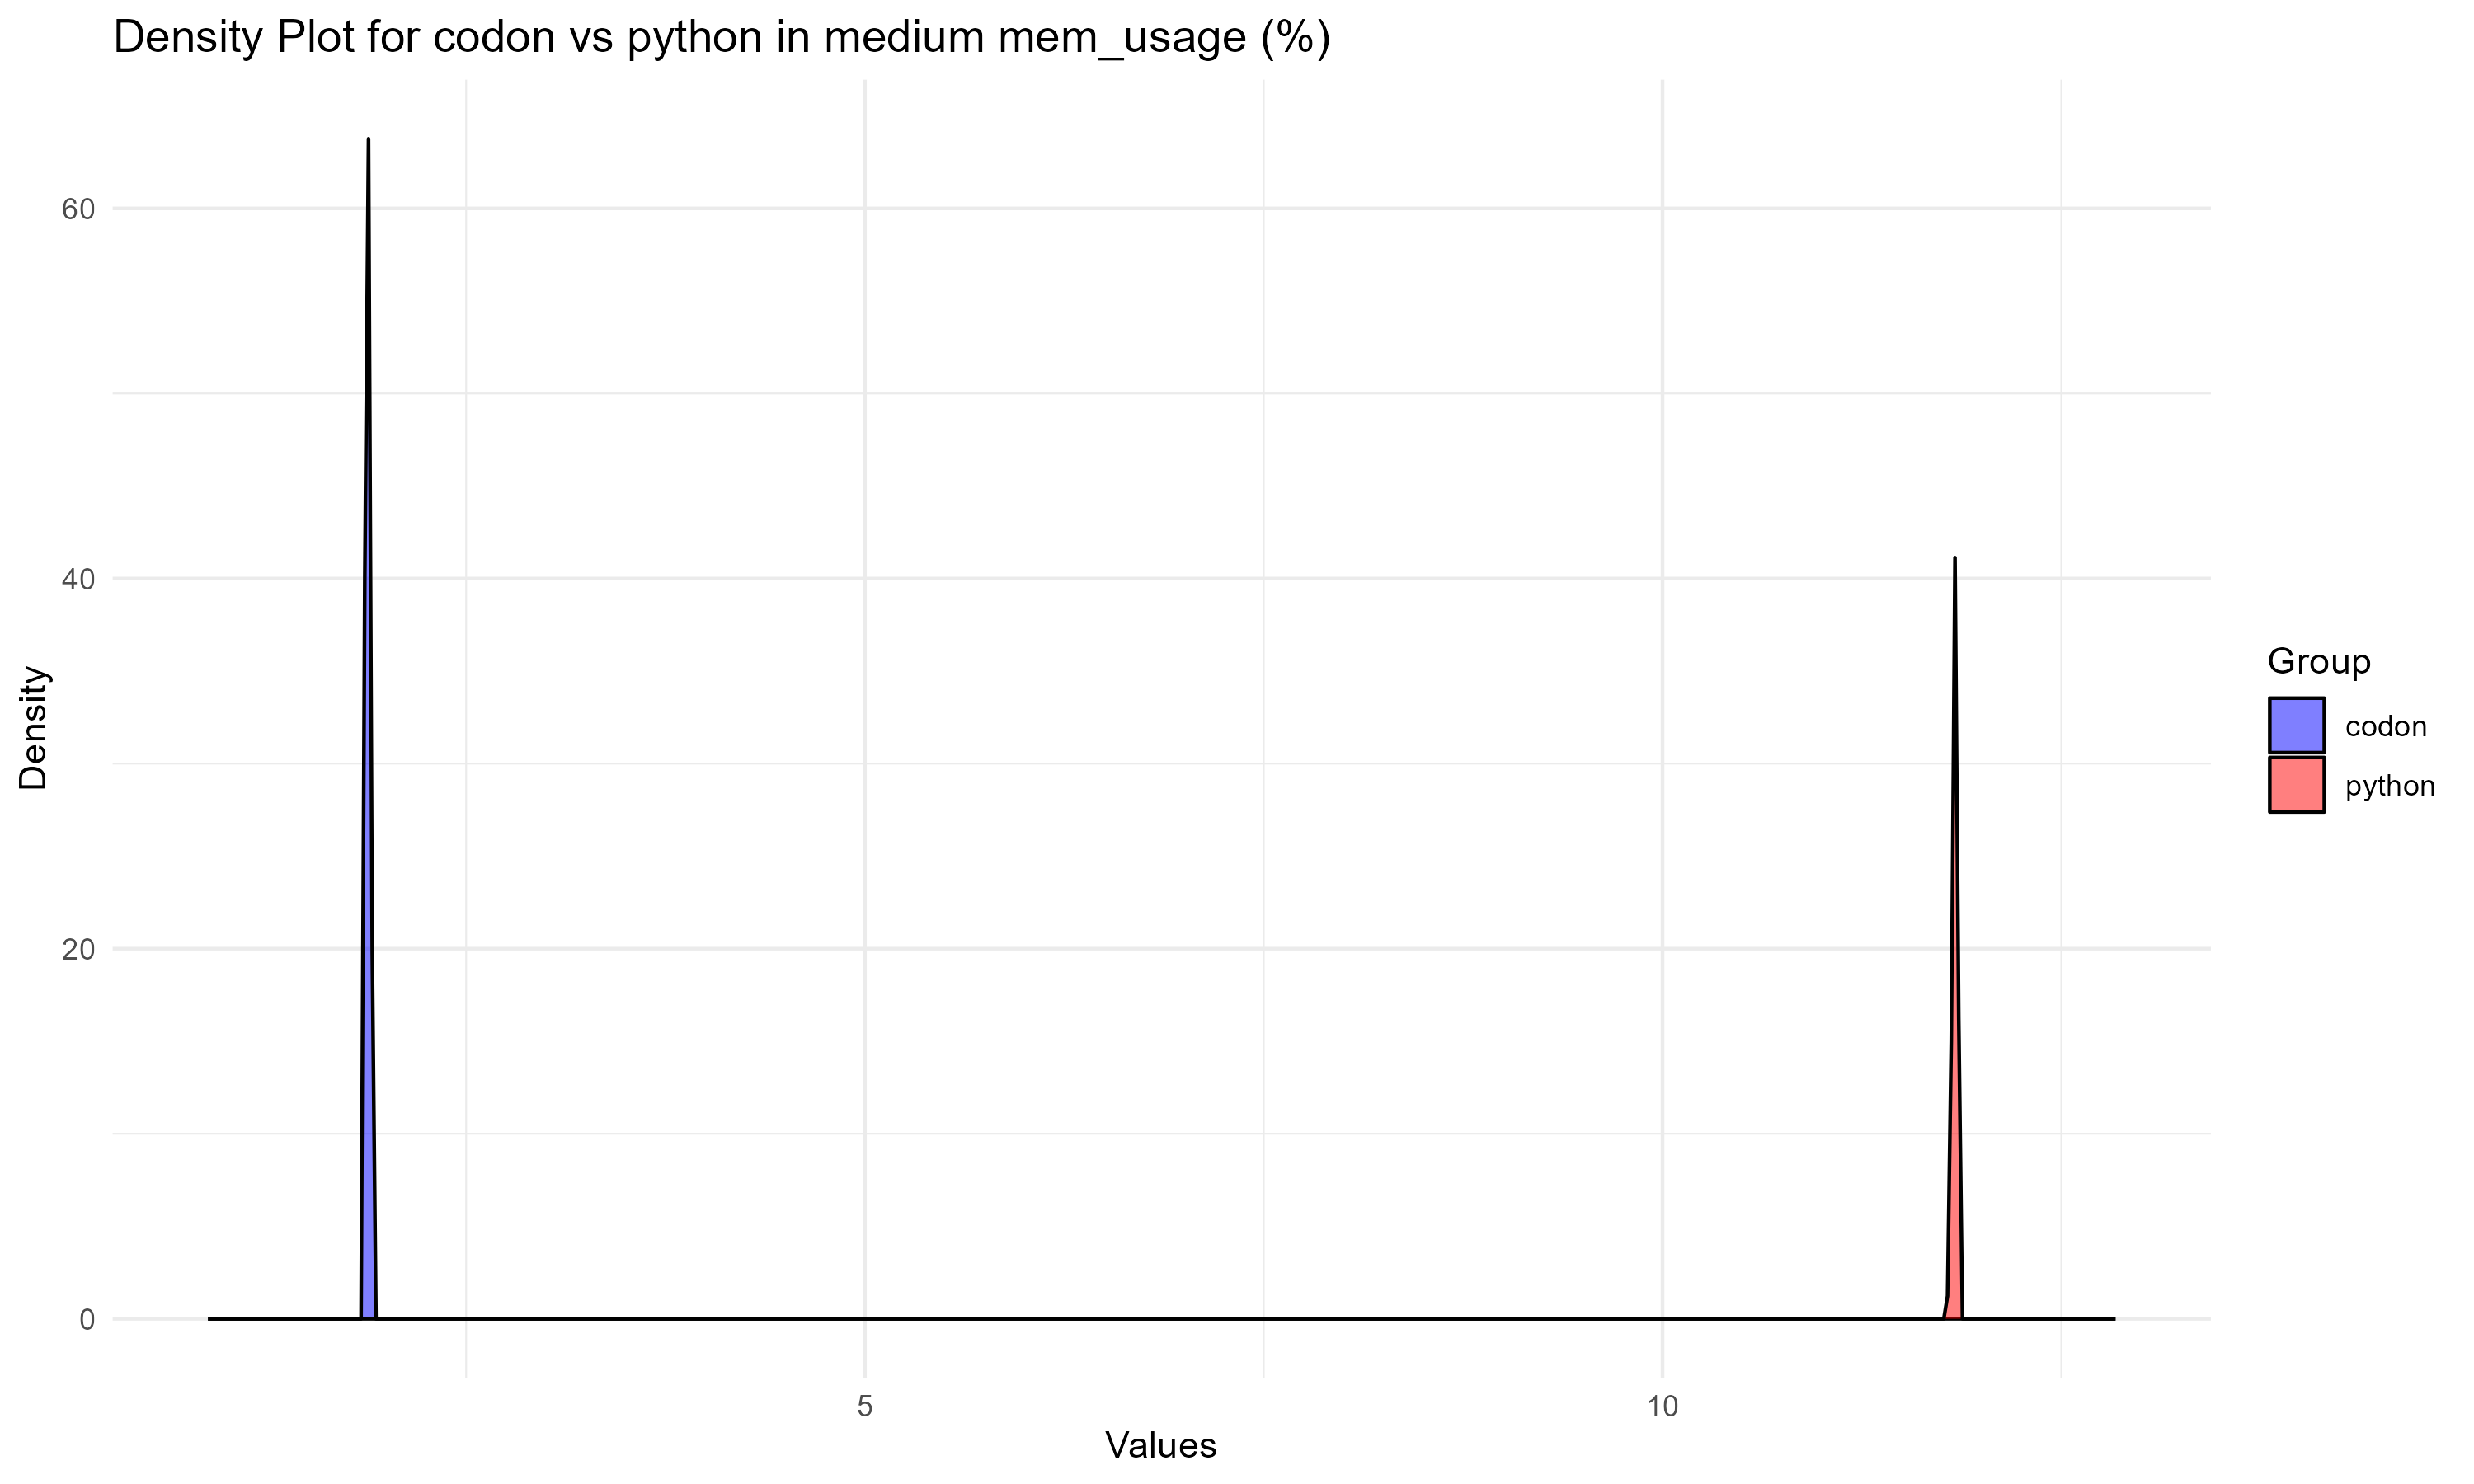 Density Plot for codon vs python in medium mem_usage (%)
60
40
20
0
Density
5
10
Values
Group
codon
python